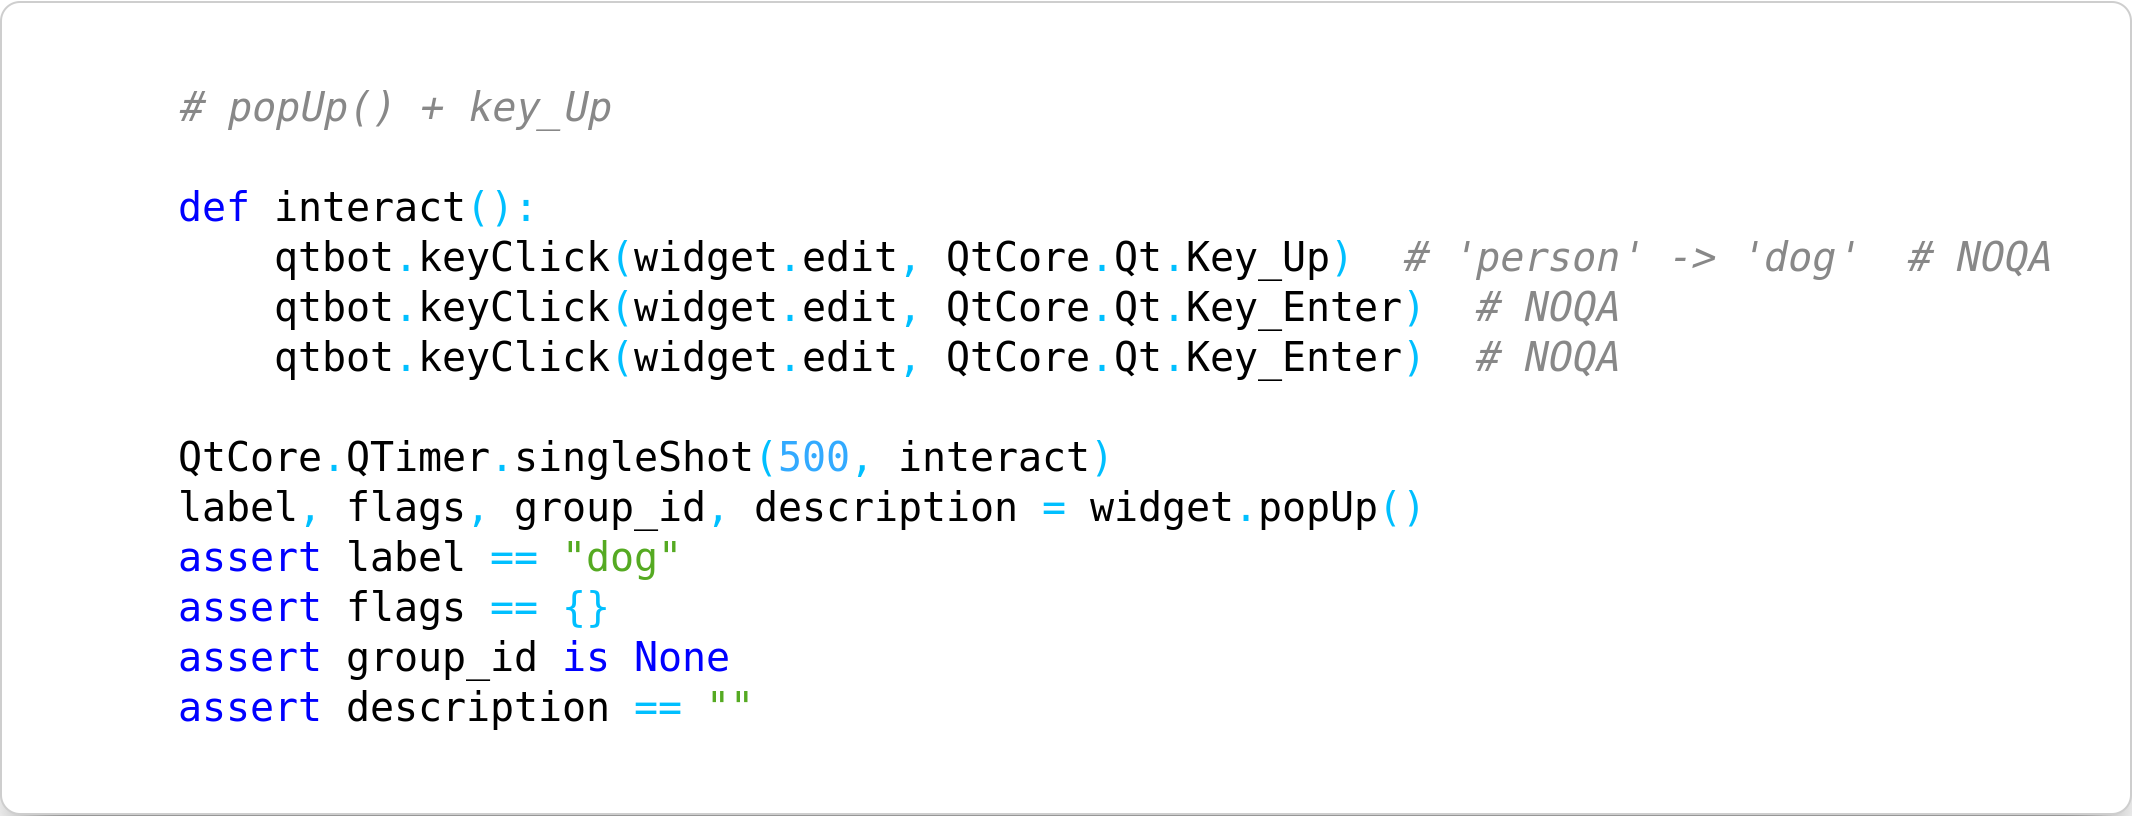 # popUp() + key_Up

def interact():
    qtbot.keyClick(widget.edit, QtCore.Qt.Key_Up)  # 'person' -> 'dog'  # NOQA
    qtbot.keyClick(widget.edit, QtCore.Qt.Key_Enter)  # NOQA
    qtbot.keyClick(widget.edit, QtCore.Qt.Key_Enter)  # NOQA

QtCore.QTimer.singleShot(500, interact)
label, flags, group_id, description = widget.popUp()
assert label == "dog"
assert flags == {}
assert group_id is None
assert description == ""